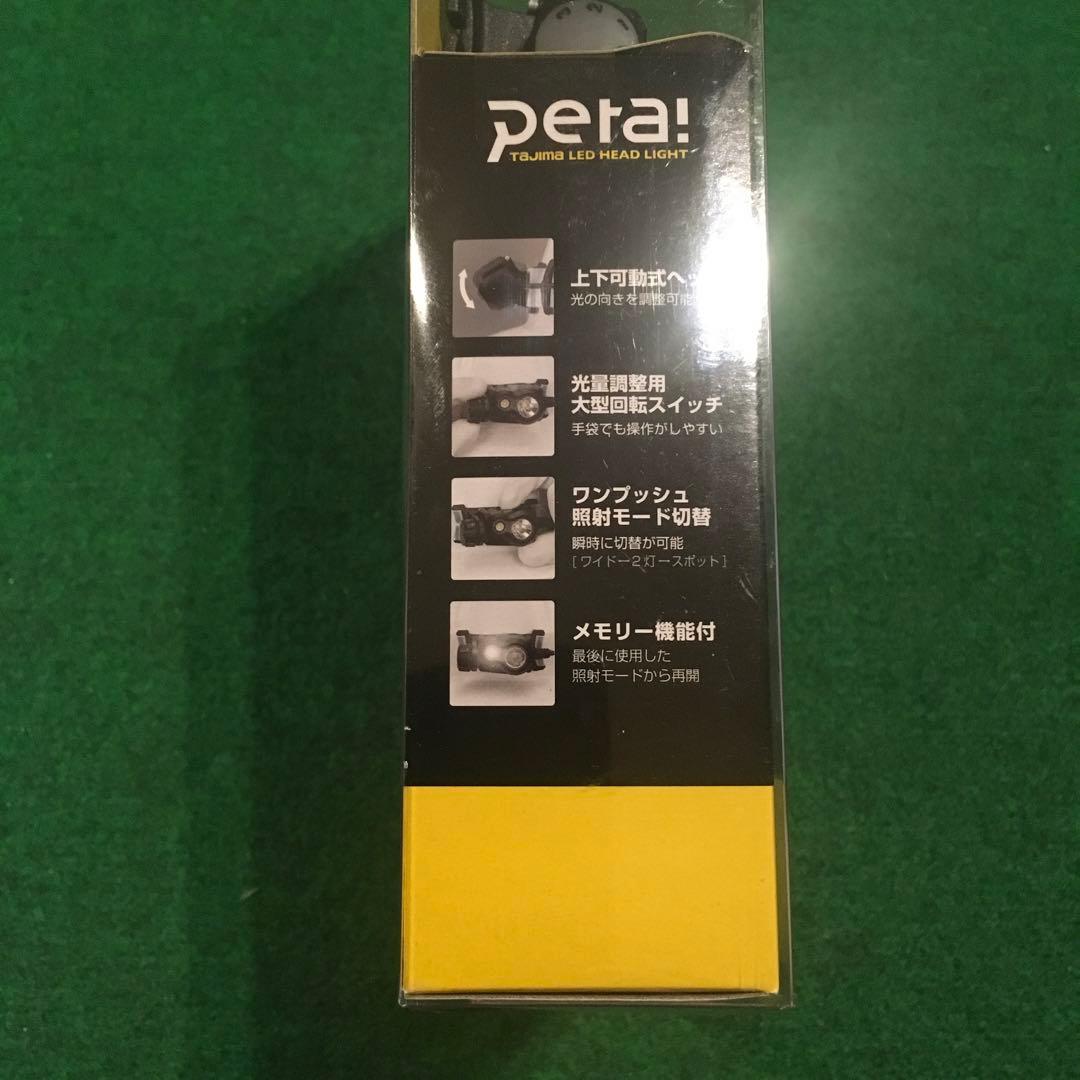 3 2 1
peta!
TAJIMA LED HEAD LIGHT
上下可動式ヘッ
光の向きを調整可能
光量調整用
大型回転スイッチ
手袋でも操作がしやすい
ワンプッシュ
照射モード切替
瞬時に切替が可能
[ワイドー2灯ースポット]
メモリー機能付
最後に使用した
照射モードから再開